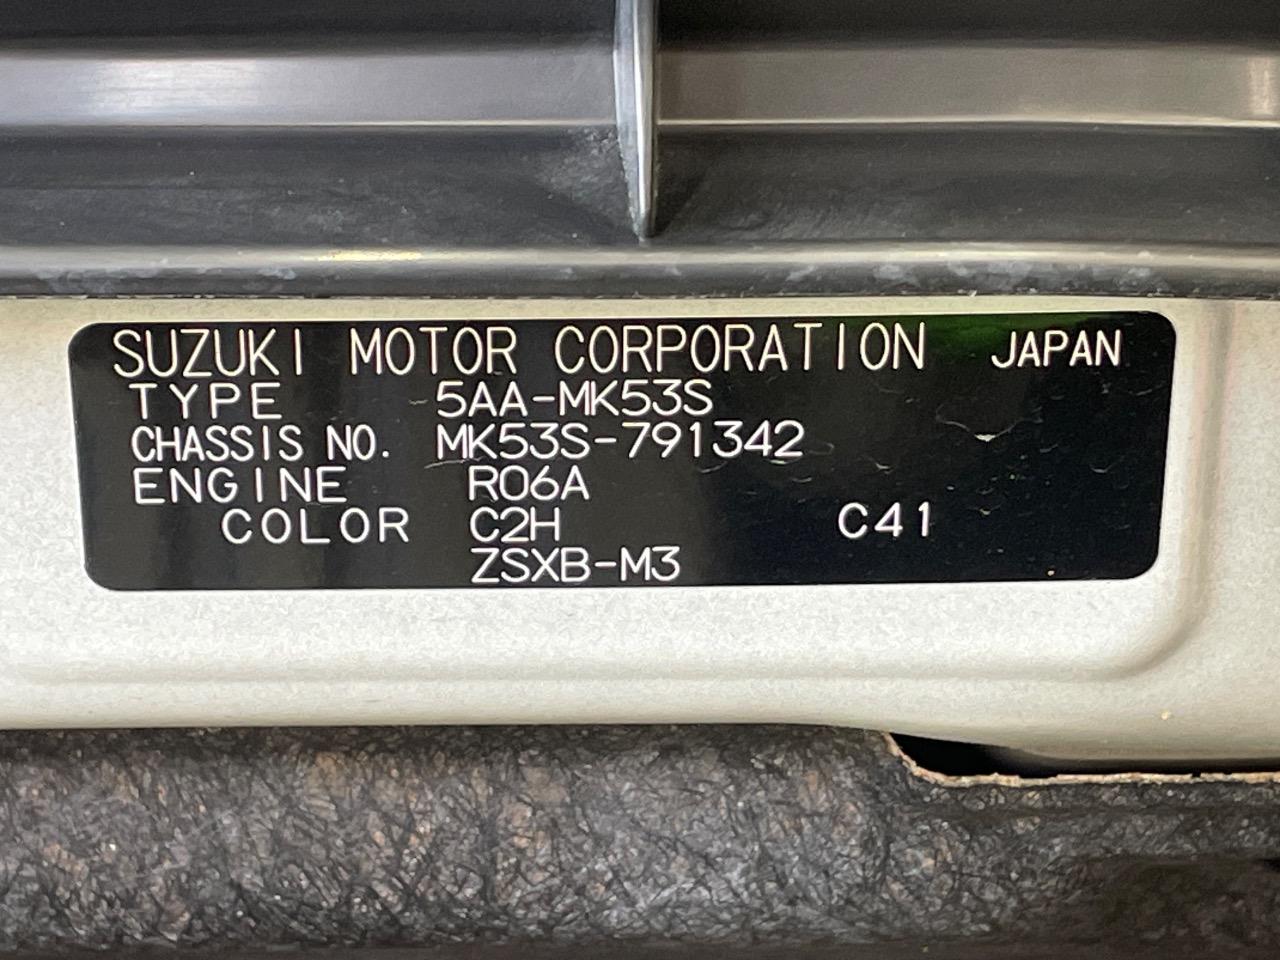 SUZUKI MOTOR CORPORATION JAPAN
TYPE 5AA-MK53S
CHASSIS NO. MK53S-791342
ENGINE R06A
COLOR C2H C41
ZSXB-M3